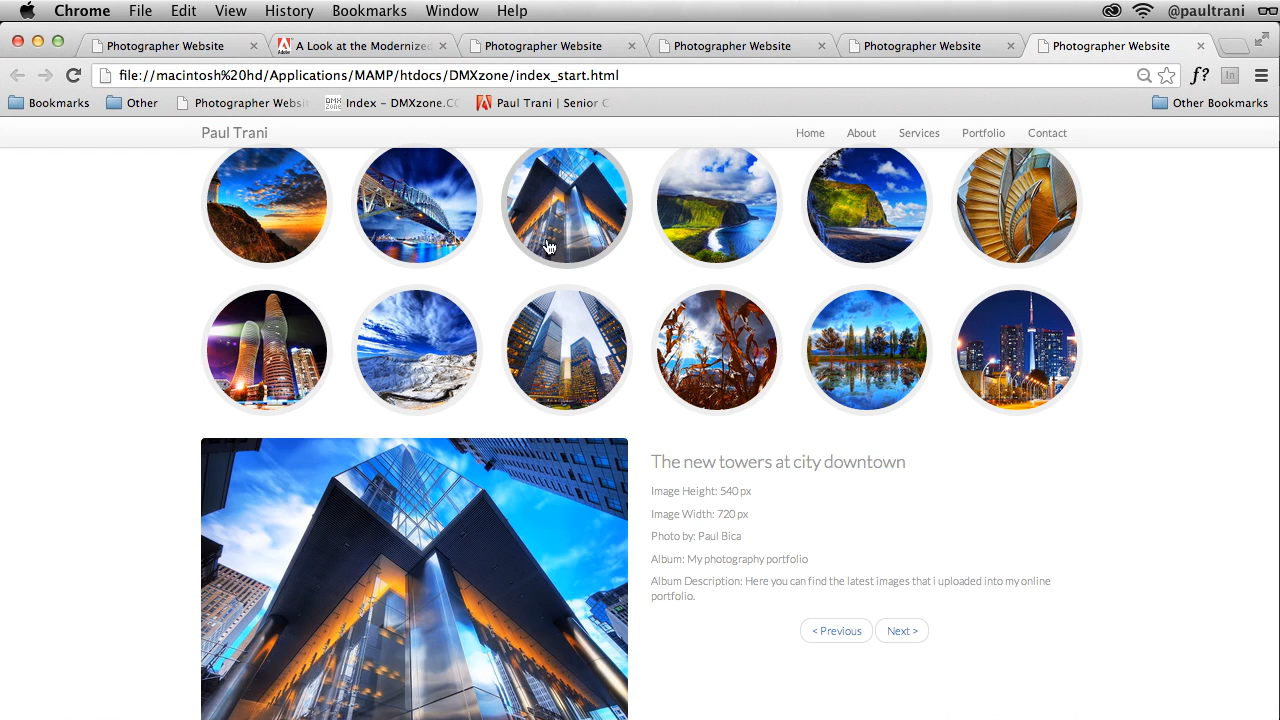 Chrome File Edit View History Bookmarks Window Help @paultrani
Photographer Website A Look at the Modernized Photographer Website Photographer Website Photographer Website Photographer Website
file://macintosh%20hd/Applications/MAMP/htdocs/DMXzone/index_start.html f?
Bookmarks Other Photographer Websi Index - DMXzone.CO Paul Trani | Senior C Other Bookmarks
Paul Trani Home About Services Portfolio Contact
The new towers at city downtown
Image Height: 540 px
Image Width: 720 px
Photo by: Paul Bica
Album: My photography portfolio
Album Description: Here you can find the latest images that i uploaded into my online
portfolio.
< Previous Next >